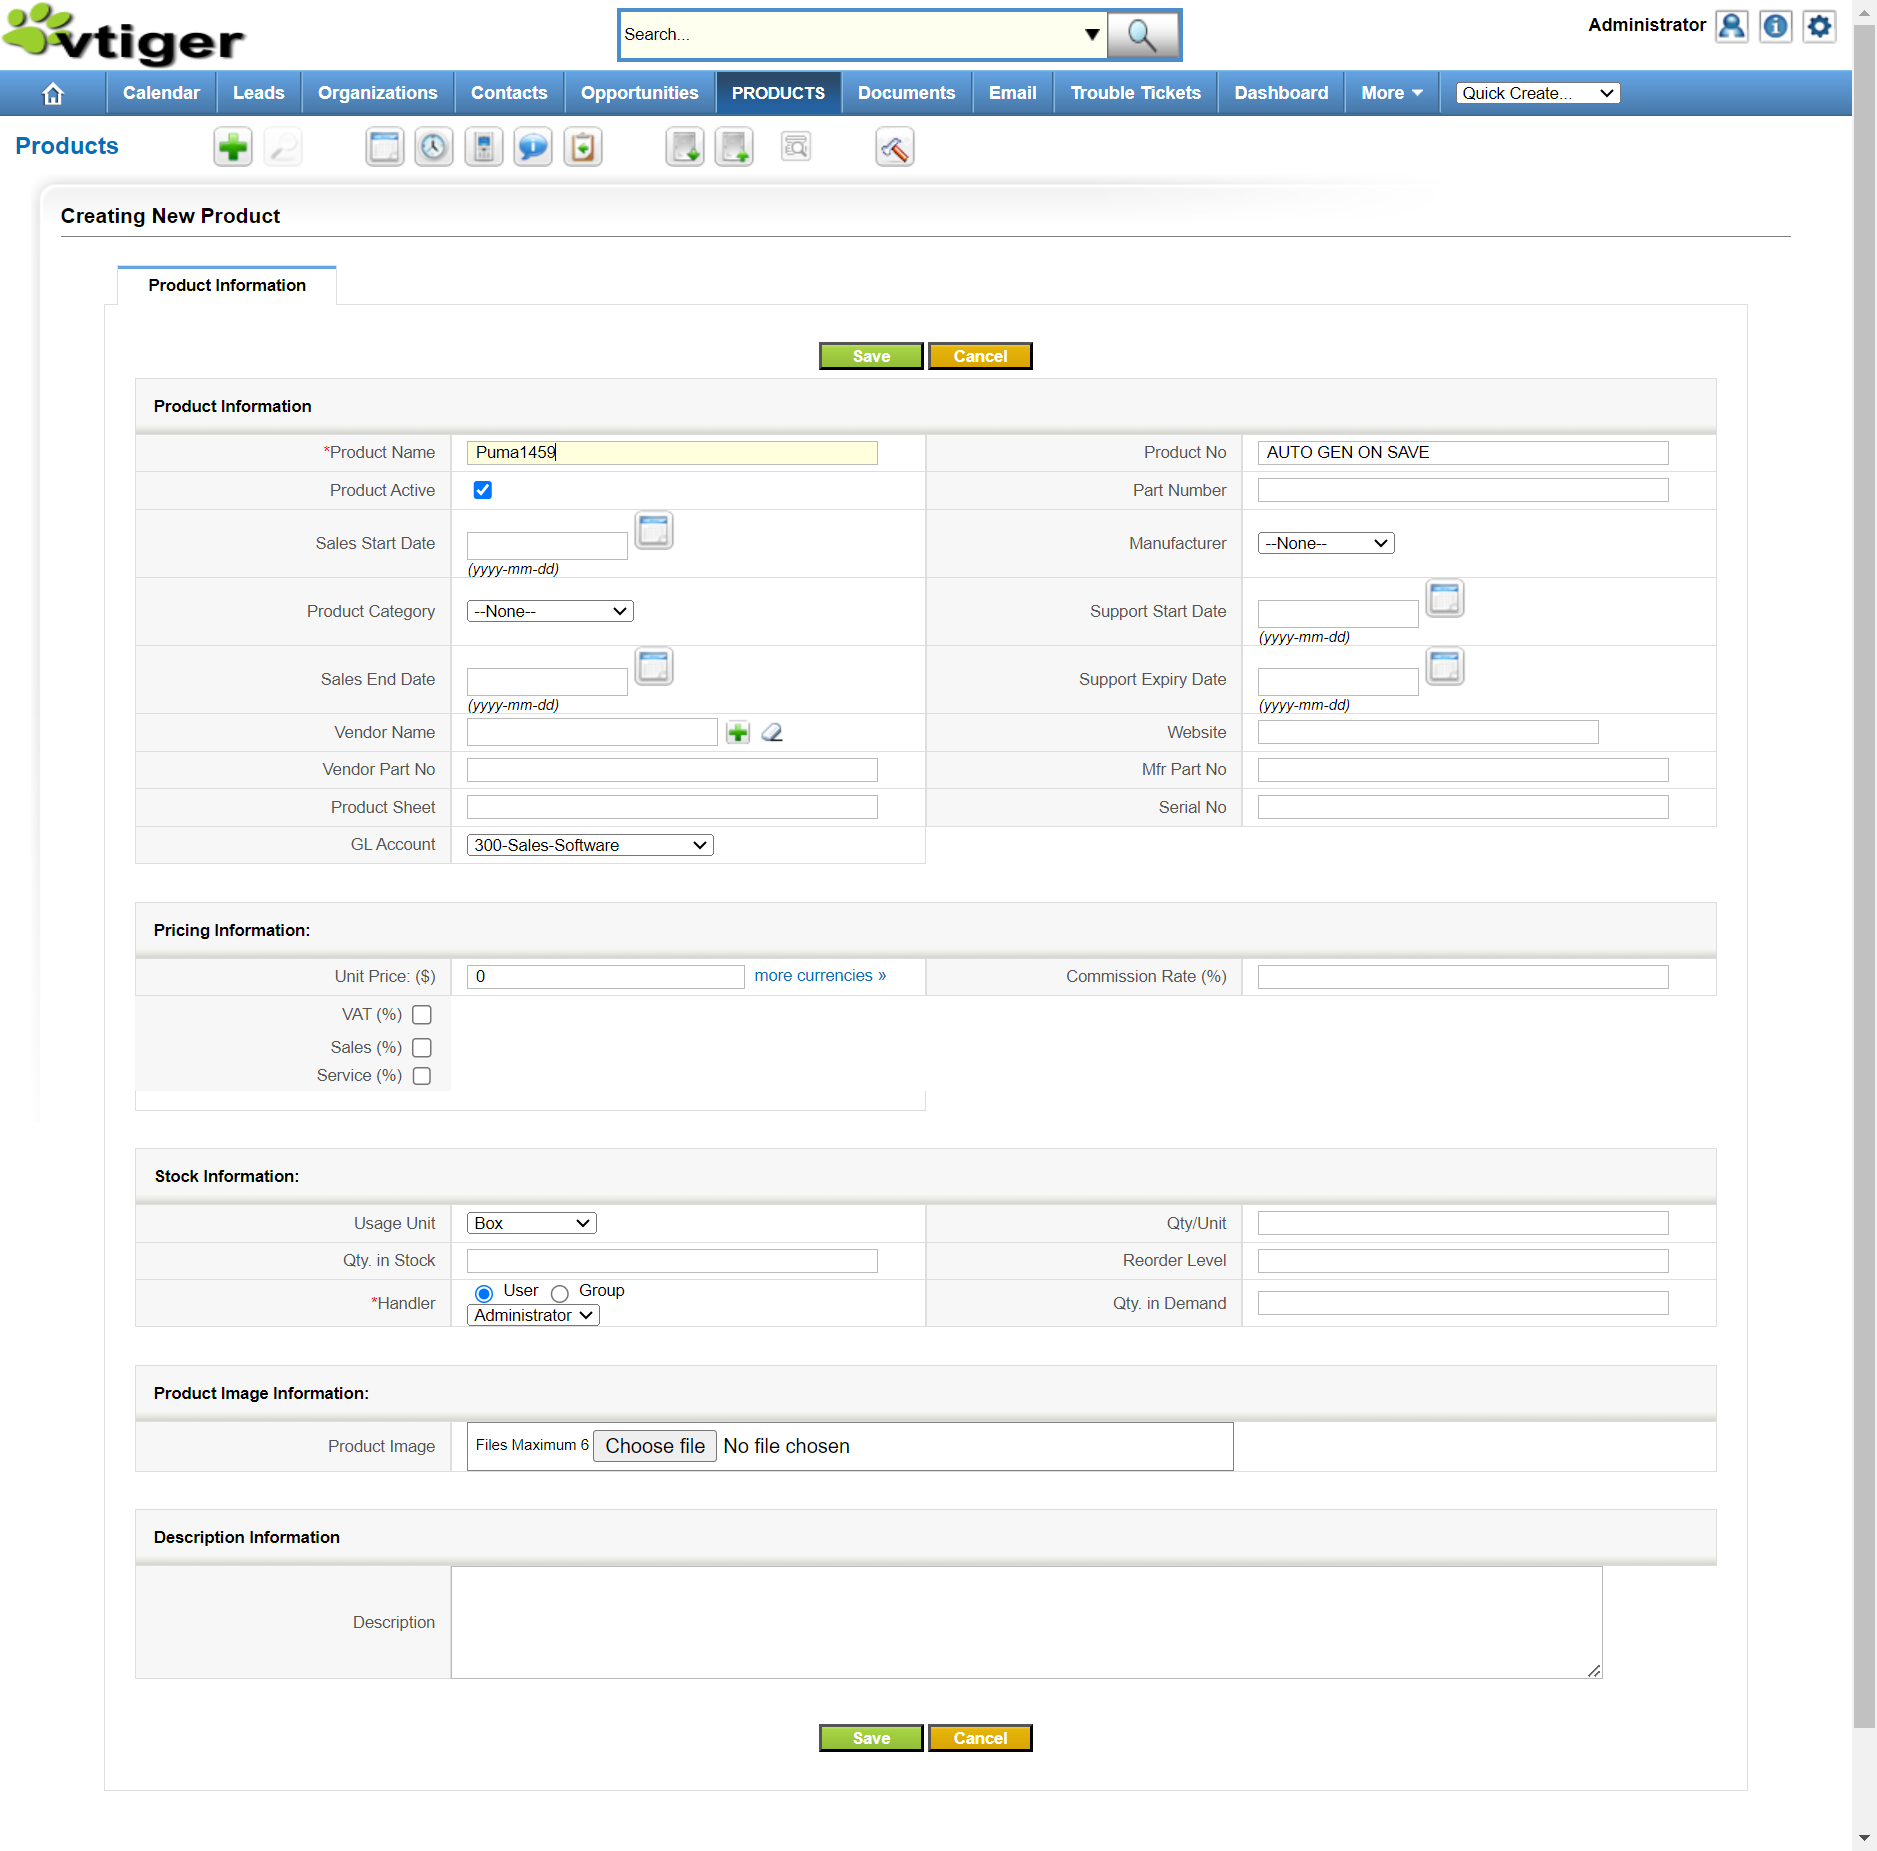 vtiger
Search...
Administrator
Calendar Leads Organizations Contacts Opportunities PRODUCTS Documents Email Trouble Tickets Dashboard More Quick Create...
Products
Creating New Product
Product Information
Save Cancel
Product Information
*Product Name Puma1459 Product No AUTO GEN ON SAVE
Product Active Part Number
Sales Start Date (yyyy-mm-dd) Manufacturer --None--
Product Category --None-- Support Start Date (yyyy-mm-dd)
Sales End Date (yyyy-mm-dd) Support Expiry Date (yyyy-mm-dd)
Vendor Name Website
Vendor Part No Mfr Part No
Product Sheet Serial No
GL Account 300-Sales-Software
Pricing Information:
Unit Price: ($) 0 more currencies » Commission Rate (%)
VAT (%)
Sales (%)
Service (%)
Stock Information:
Usage Unit Box Qty/Unit
Qty. in Stock Reorder Level
*Handler User Group Administrator Qty. in Demand
Product Image Information:
Product Image Files Maximum 6 Choose file No file chosen
Description Information
Description
Save Cancel